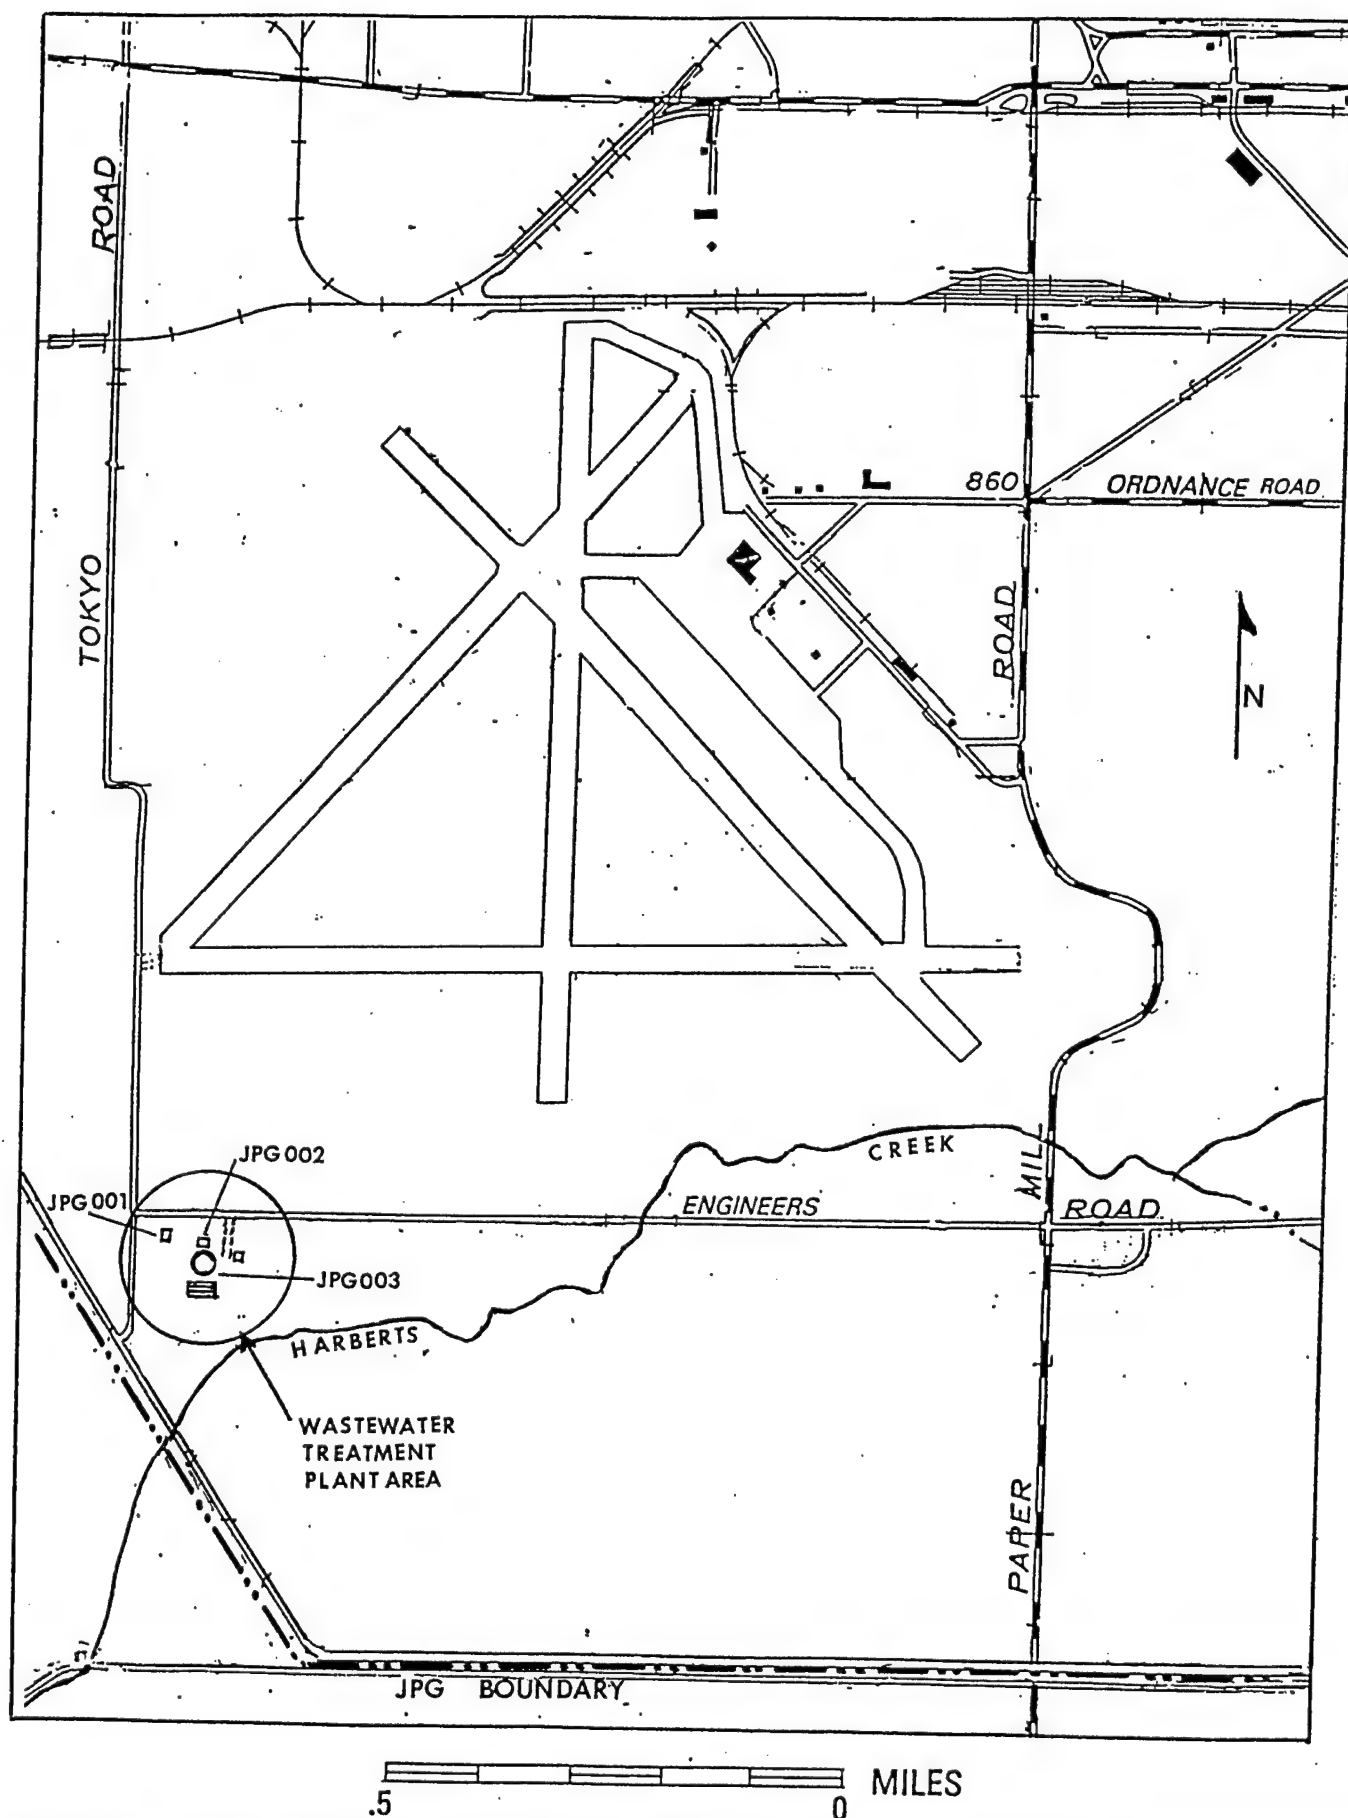 ROAD
860
ORDNANCE ROAD
TOKYO
ROAD
N
CREEK
JPG 002
MILL
JPG 001
ENGINEERS
ROAD
JPG 003
HARBERTS
WASTEWATER
TREATMENT
PLANT AREA
PAPER
JPG BOUNDARY
MILES
.5
0